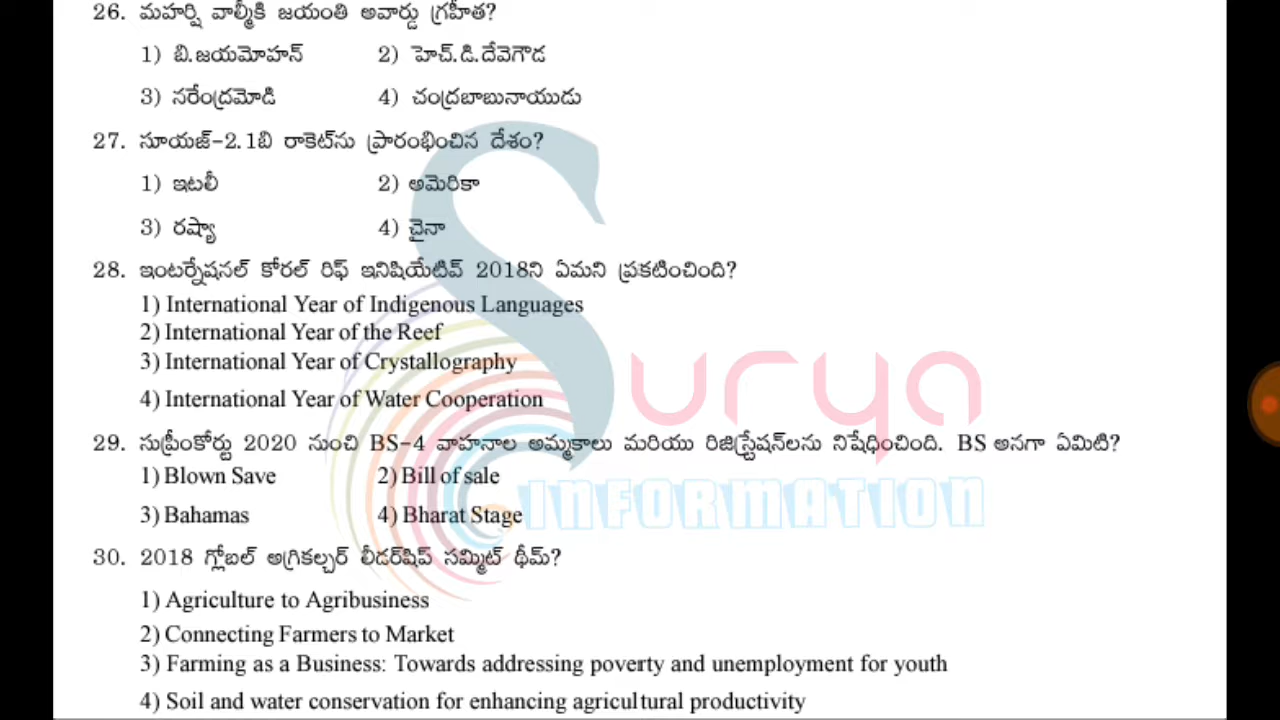 26. మహర్షి వాల్మీకి జయంతి అవార్డు గ్రహీత?
1) బి.జయమోహన్ 2) హెచ్.డి.దేవెగౌడ
3) నరేంద్రమోడి 4) చంద్రబాబునాయుడు
27. సూయజ్-2.1బి రాకెట్‌ను ప్రారంభించిన దేశం?
1) ఇటలీ 2) అమెరికా
3) రష్యా 4) చైనా
28. ఇంటర్నేషనల్ కోరల్ రిఫ్ ఇనిషియేటివ్ 2018ని ఏమని ప్రకటించింది?
1) International Year of Indigenous Languages
2) International Year of the Reef
3) International Year of Crystallography
4) International Year of Water Cooperation
29. సుప్రీంకోర్టు 2020 నుంచి BS-4 వాహనాల అమ్మకాలు మరియు రిజిస్ట్రేషన్‌లను నిషేధించింది. BS అనగా ఏమిటి?
1) Blown Save 2) Bill of sale
3) Bahamas 4) Bharat Stage
30. 2018 గ్లోబల్ అగ్రికల్చర్ లీడర్‌షిప్ సమ్మిట్ థీమ్?
1) Agriculture to Agribusiness
2) Connecting Farmers to Market
3) Farming as a Business: Towards addressing poverty and unemployment for youth
4) Soil and water conservation for enhancing agricultural productivity
Surya
INFORMATION